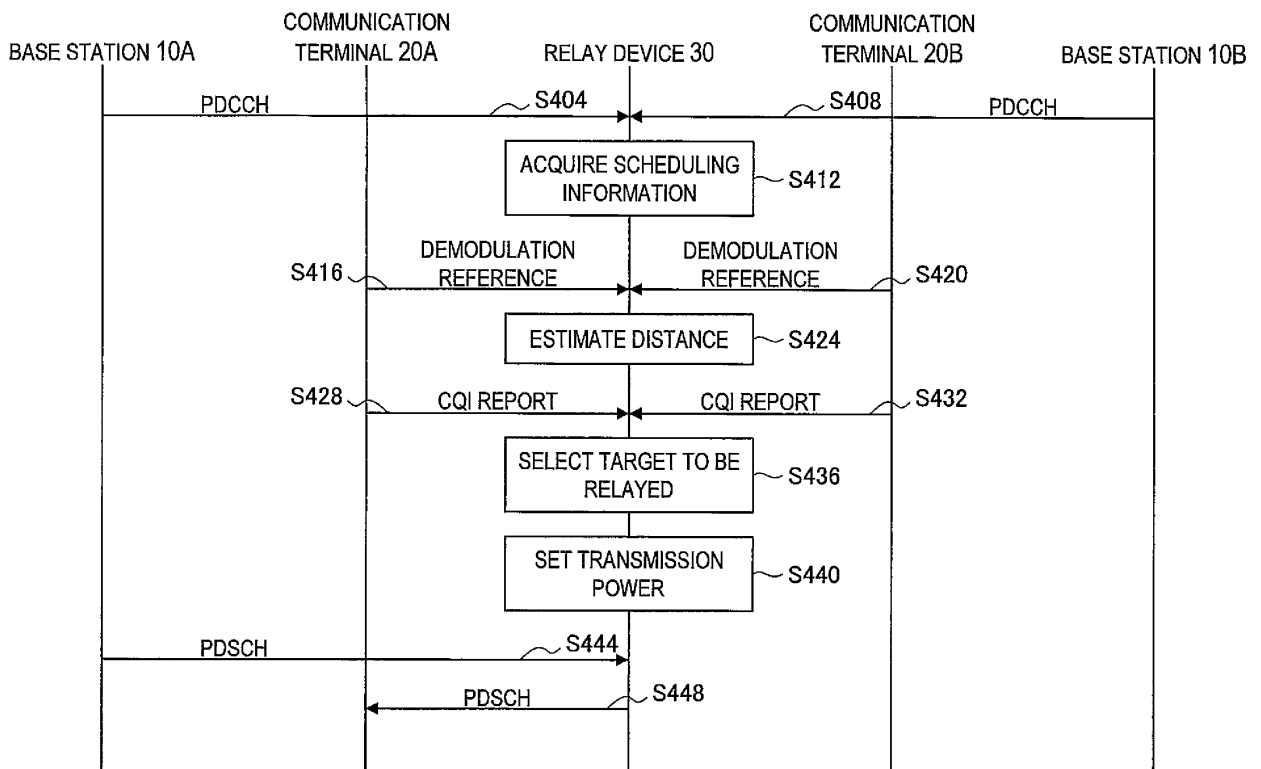 COMMUNICATION
COMMUNICATION
BASE STATION 10A
TERMINAL 20A
RELAY DEVICE 30
TERMINAL 20B
BASE STATION 10B
PDCCH
S404
S408
PDCCH
ACQUIRE SCHEDULING
INFORMATION
S412
DEMODULATION
REFERENCE
DEMODULATION
REFERENCE
S416
S420
ESTIMATE DISTANCE
S424
S428
CQI REPORT
CQI REPORT
S432
SELECT TARGET TO BE
RELAYED
S436
SET TRANSMISSION
POWER
S440
PDSCH
S444
PDSCH
S448